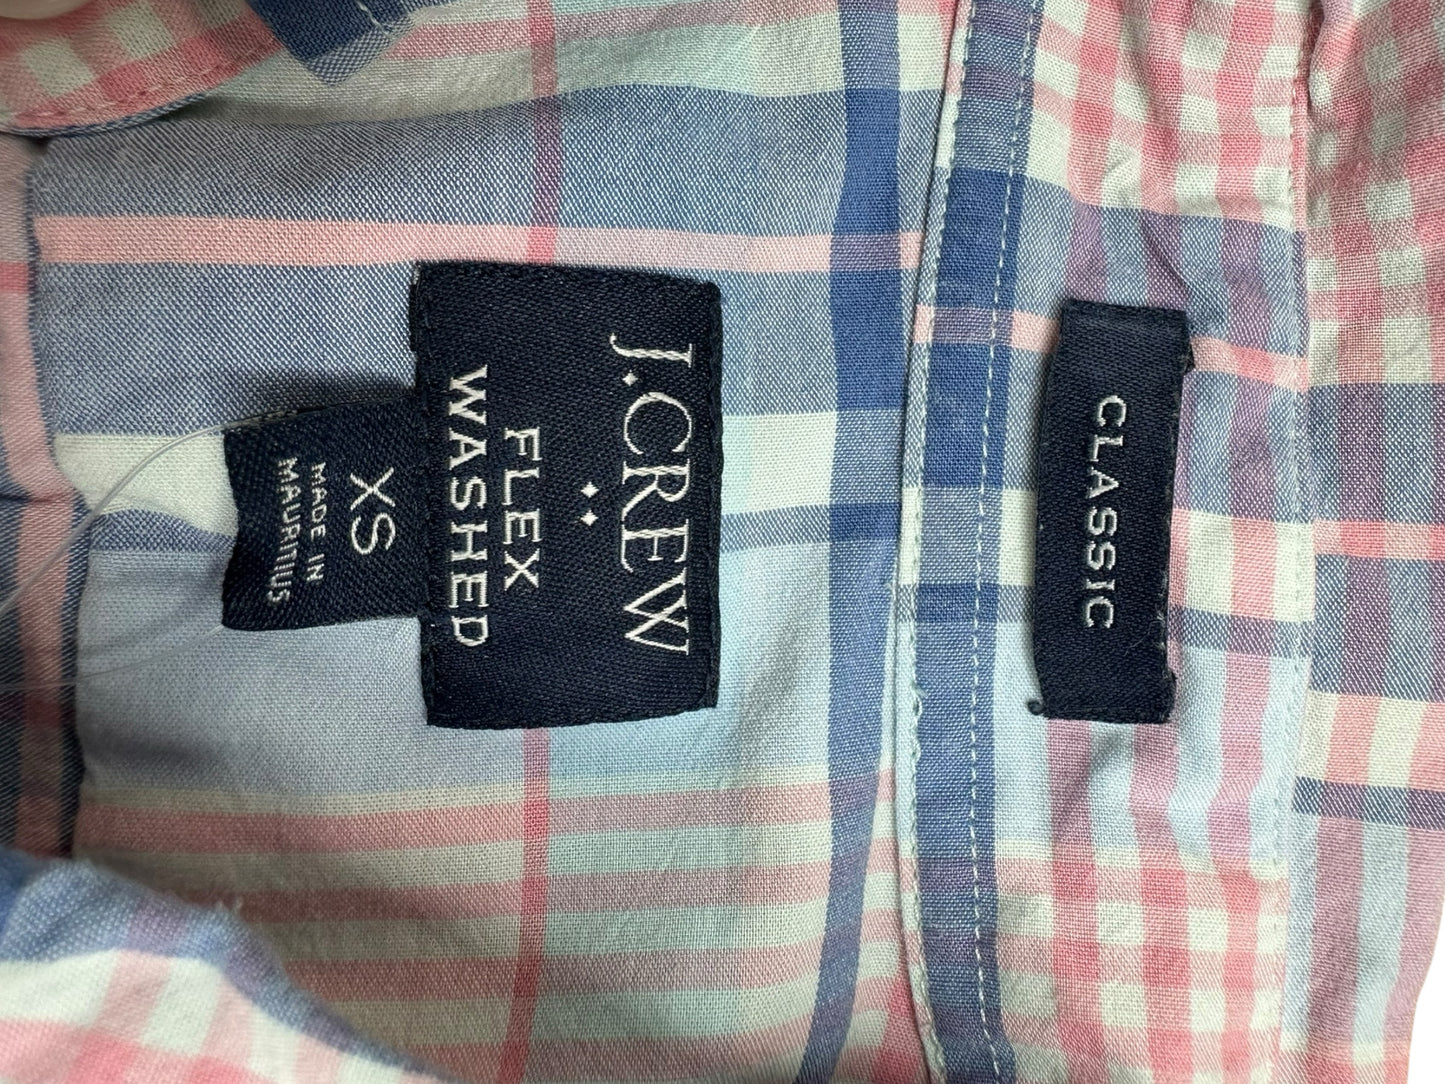 CLASSIC
J.CREW
FLEX
WASHED
XS
MADE IN
MAURITIUS